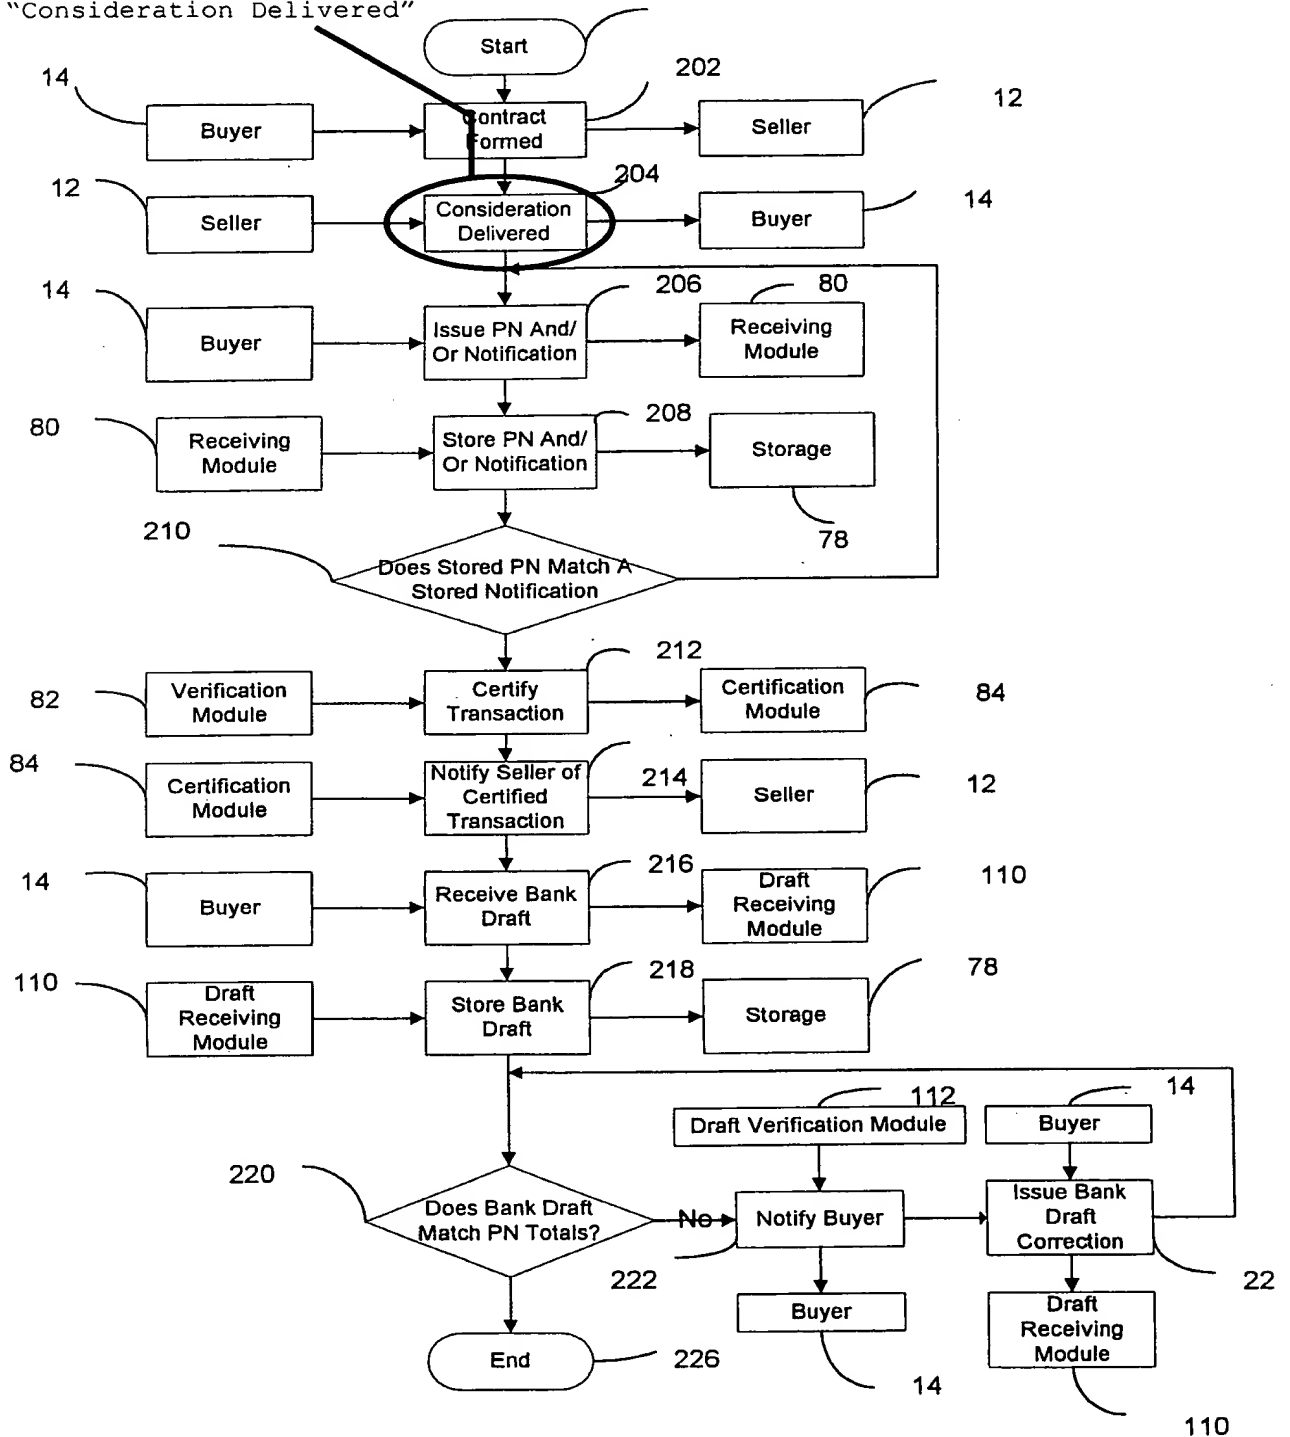 “Consideration Delivered”
Start
14
202
12
Buyer
Contract
Formed
Seller
12
204
14
Seller
Consideration
Delivered
Buyer
14
206
80
Buyer
Issue PN And/
Or Notification
Receiving
Module
80
208
Receiving
Module
Store PN And/
Or Notification
Storage
78
210
Does Stored PN Match A
Stored Notification
212
82
Verification
Module
Certify
Transaction
Certification
Module
84
84
Certification
Module
Notify Seller of
Certified
Transaction
214
Seller
12
14
216
110
Buyer
Receive Bank
Draft
Draft
Receiving
Module
110
218
78
Draft
Receiving
Module
Store Bank
Draft
Storage
112
14
Draft Verification Module
Buyer
220
Does Bank Draft
Match PN Totals?
No
Notify Buyer
Issue Bank
Draft
Correction
222
22
Buyer
Draft
Receiving
Module
End
226
14
110